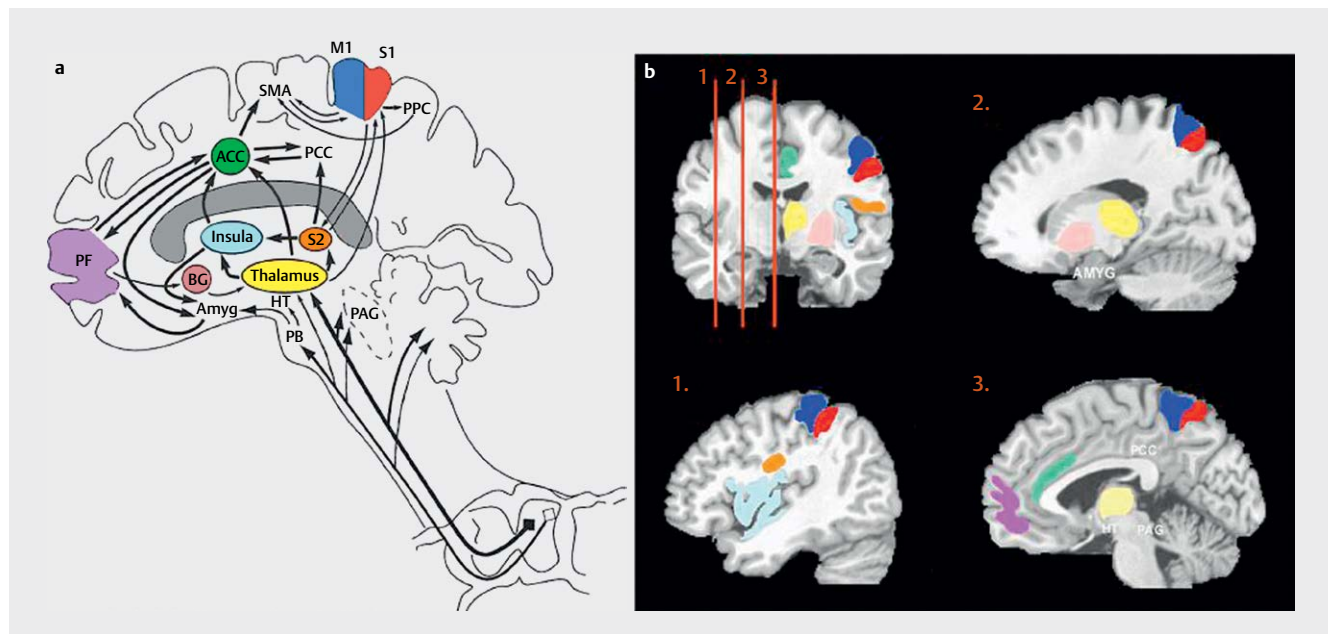 a
M1
S1
SMA
PPC
ACC
PCC
Insula
S2
PF
BG
Thalamus
HT
Amyg
PAG
PB
b
1
2
3
2.
AMYG
1.
3.
PCC
HT
PAG